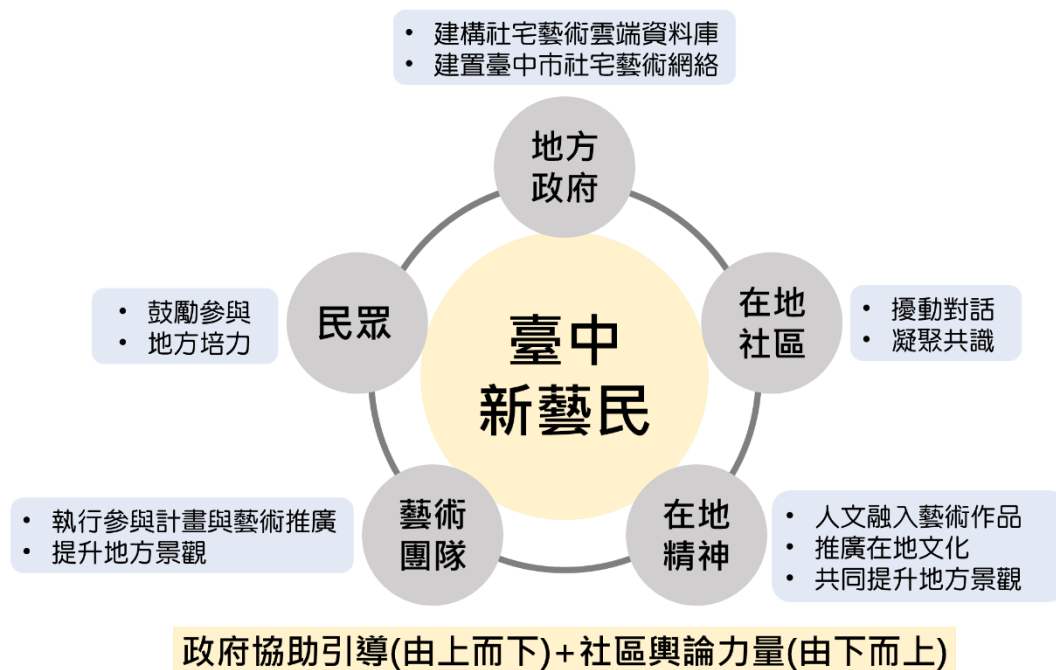 • 建構社宅藝術雲端資料庫
• 建置臺中市社宅藝術網絡
地方
政府
民眾
• 鼓勵參與
• 地方培力
在地
社區
• 擾動對話
• 凝聚共識
臺中
新藝民
藝術
團隊
• 執行參與計畫與藝術推廣
• 提升地方景觀
在地
精神
• 人文融入藝術作品
• 推廣在地文化
• 共同提升地方景觀
政府協助引導(由上而下)+社區輿論力量(由下而上)